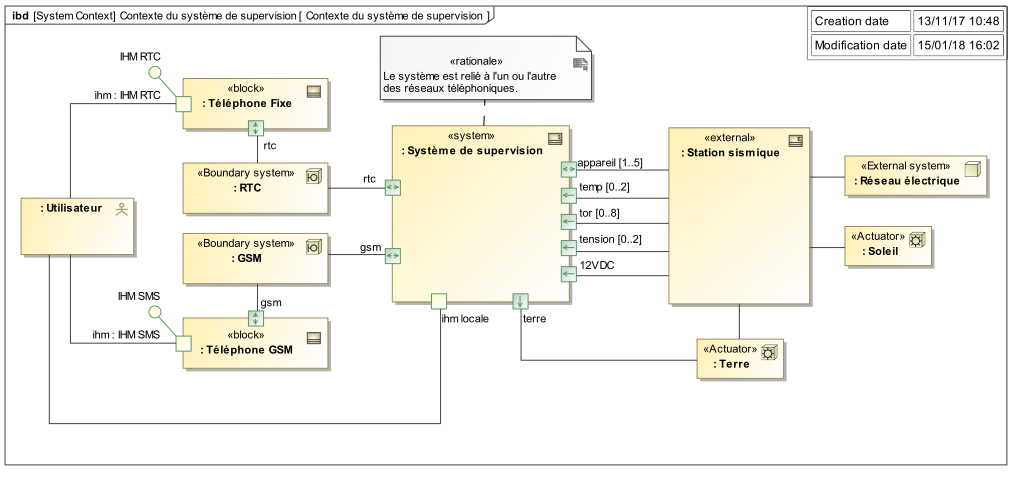 ibd [System Context] Contexte du système de supervision [ Contexte du système de supervision ]
Creation date 13/11/17 10:48
Modification date 15/01/18 16:02
IHM RTC
ihm : IHM RTC
«block»
: Téléphone Fixe
rtc
«Boundary system»
: RTC
rtc
: Utilisateur
«Boundary system»
: GSM
gsm
gsm
IHM SMS
ihm : IHM SMS
«block»
: Téléphone GSM
«rationale»
Le système est relié à l'un ou l'autre
des réseaux téléphoniques.
«system»
: Système de supervision
appareil [1..5]
temp [0..2]
tor [0..8]
tension [0..2]
12VDC
ihm locale
terre
«external»
: Station sismique
«External system»
: Réseau électrique
«Actuator»
: Soleil
«Actuator»
: Terre